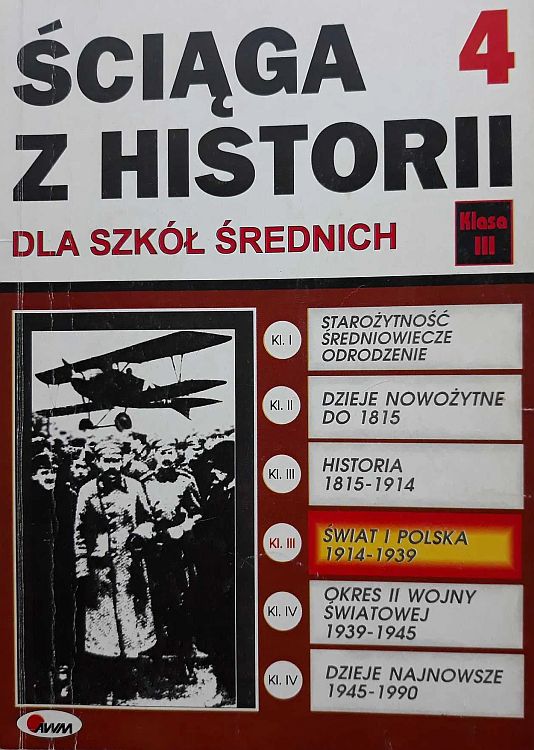 ŚCIĄGA 4
Z HISTORII
DLA SZKÓŁ ŚREDNICH
Klasa
III
Kl. I
STAROŻYTNOŚĆ
ŚREDNIOWIECZE
ODRODZENIE
Kl. II
DZIEJE NOWOŻYTNE
DO 1815
Kl. III
HISTORIA
1815-1914
Kl. III
ŚWIAT I POLSKA
1914-1939
Kl. IV
OKRES II WOJNY
ŚWIATOWEJ
1939-1945
Kl. IV
DZIEJE NAJNOWSZE
1945-1990
AWM